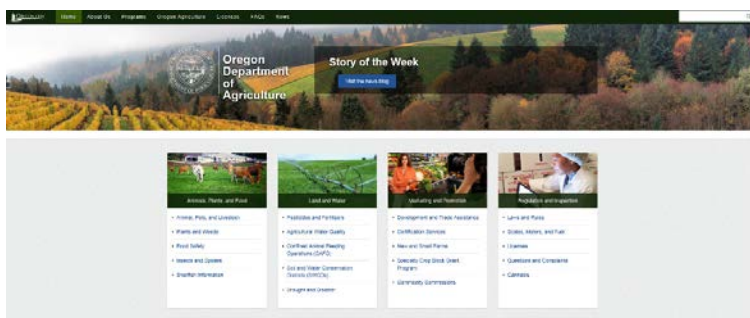 Home About Us Programs Oregon Agriculture Licenses FAQs News
Oregon
Department
of
Agriculture
Story of the Week
Visit the News Blog
Animals, Plants, and Food
• Animal, Pets, and Livestock
• Plants and Weeds
• Food Safety
• Insects and Spiders
• Shellfish Information
Land and Water
• Pesticides and Fertilizers
• Agricultural Water Quality
• Confined Animal Feeding
Operations (CAFO)
• Soil and Water Conservation
Districts (SWCDs)
• Drought and Disaster
Marketing and Promotion
• Development and Trade Assistance
• Certification Services
• New and Small Farms
• Specialty Crop Block Grant
Program
• Commodity Commissions
Regulation and Inspection
• Laws and Rules
• Scales, Meters, and Fuel
• Licenses
• Questions and Complaints
• Cannabis